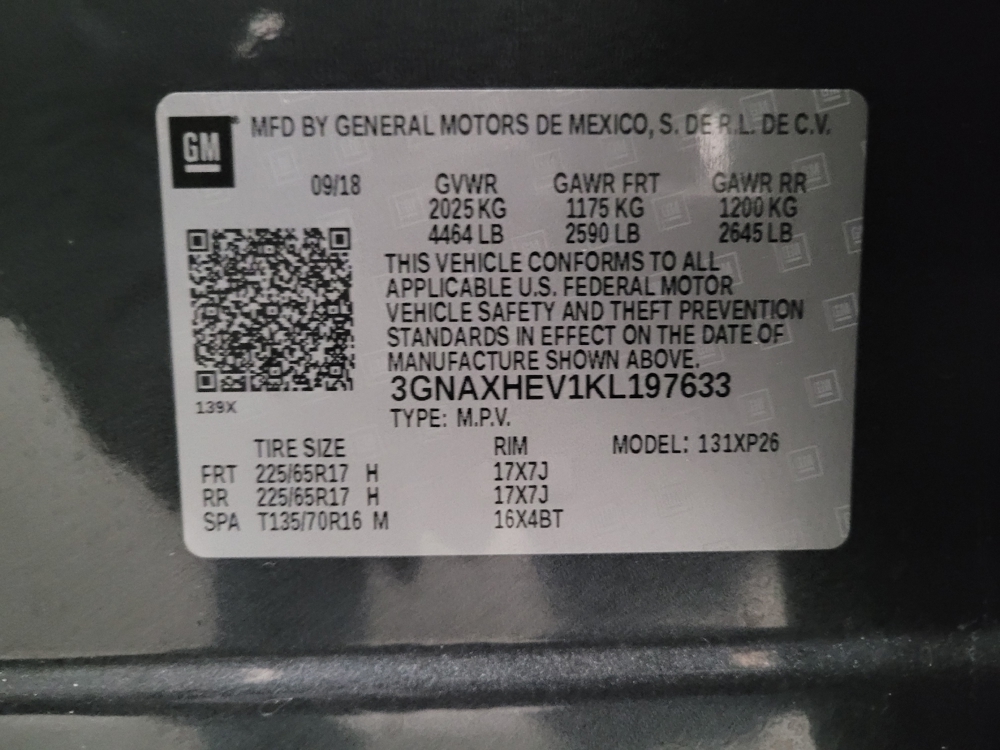 GM
MFD BY GENERAL MOTORS DE MEXICO, S. DE R.L. DE C.V.
09/18 GVWR GAWR FRT GAWR RR
2025 KG 1175 KG 1200 KG
4464 LB 2590 LB 2645 LB
THIS VEHICLE CONFORMS TO ALL
APPLICABLE U.S. FEDERAL MOTOR
VEHICLE SAFETY AND THEFT PREVENTION
STANDARDS IN EFFECT ON THE DATE OF
MANUFACTURE SHOWN ABOVE.
3GNAXHEV1KL197633
139X
TYPE: M.P.V.
TIRE SIZE RIM MODEL: 131XP26
FRT 225/65R17 H 17X7J
RR 225/65R17 H 17X7J
SPA T135/70R16 M 16X4BT